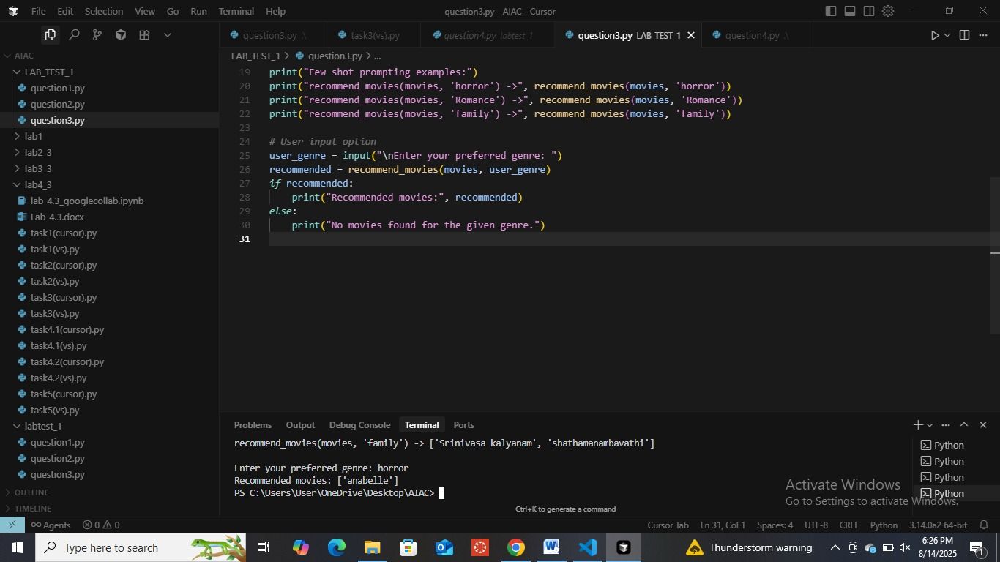 File Edit Selection View Go Run Terminal Help question3.py - AIAC - Cursor
question3.py .\ task3(vs).py question4.py labtest_1 question3.py LAB_TEST_1 question4.py .\
AIAC
LAB_TEST_1
question1.py
question2.py
question3.py
lab1
lab2_3
lab3_3
lab4_3
lab-4.3_googlecollab.ipynb
Lab-4.3.docx
task1(cursor).py
task1(vs).py
task2(cursor).py
task2(vs).py
task3(cursor).py
task3(vs).py
task4.1(cursor).py
task4.1(vs).py
task4.2(cursor).py
task4.2(vs).py
task5(cursor).py
task5(vs).py
labtest_1
question1.py
question2.py
question3.py
OUTLINE
TIMELINE
LAB_TEST_1 > question3.py > ...
19 print("Few shot prompting examples:")
20 print("recommend_movies(movies, 'horror') ->", recommend_movies(movies, 'horror'))
21 print("recommend_movies(movies, 'Romance') ->", recommend_movies(movies, 'Romance'))
22 print("recommend_movies(movies, 'family') ->", recommend_movies(movies, 'family'))
23
24 # User input option
25 user_genre = input("\nEnter your preferred genre: ")
26 recommended = recommend_movies(movies, user_genre)
27 if recommended:
28     print("Recommended movies:", recommended)
29 else:
30     print("No movies found for the given genre.")
31
Problems Output Debug Console Terminal Ports
recommend_movies(movies, 'family') -> ['Srinivasa kalyanam', 'shathamanambavathi']
Enter your preferred genre: horror
Recommended movies: ['anabelle']
PS C:\Users\User\OneDrive\Desktop\AIAC>
Ctrl+K to generate a command
Python
Python
Python
Python
Activate Windows
Go to Settings to activate Windows.
Agents 0 0 Cursor Tab Ln 31, Col 1 Spaces: 4 UTF-8 CRLF Python 3.14.0a2 64-bit
Type here to search Thunderstorm warning 6:26 PM
8/14/2025
1